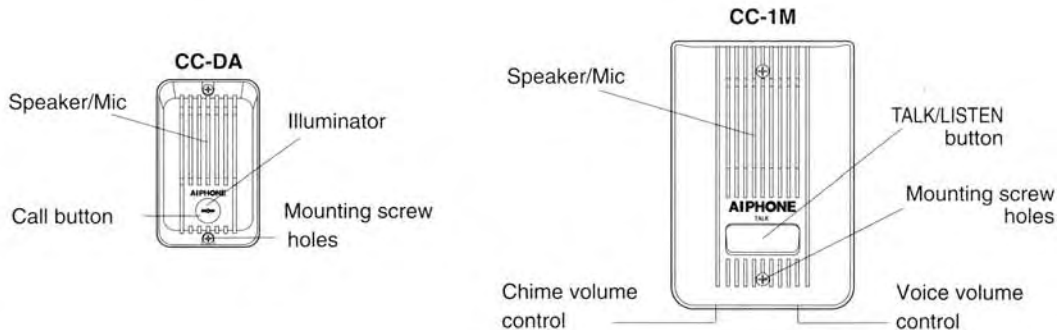 CC-DA
Speaker/Mic
Illuminator
AIPHONE
Call button
Mounting screw
holes
CC-1M
Speaker/Mic
TALK/LISTEN
button
Mounting screw
holes
AIPHONE
TALK
Chime volume
control
Voice volume
control